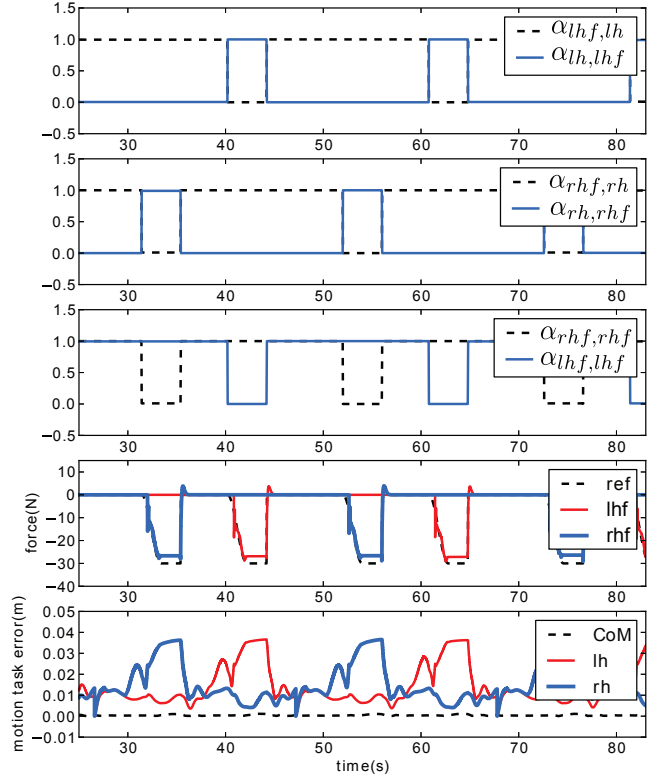 1.5
α_{lhf,lh}
1.0
α_{lh,lhf}
0.5
0.0
−0.5
30 40 50 60 70 80
1.5
α_{rhf,rh}
1.0
α_{rh,rhf}
0.5
0.0
−0.5
30 40 50 60 70 80
1.5
α_{rhf,rhf}
1.0
α_{lhf,lhf}
0.5
0.0
−0.5
30 40 50 60 70 80
force(N)
10
0
−10
−20
−30
−40
ref
lhf
rhf
30 40 50 60 70 80
motion task error(m)
0.05
0.04
0.03
0.02
0.01
0.00
−0.01
CoM
lh
rh
30 40 50 60 70 80
time(s)